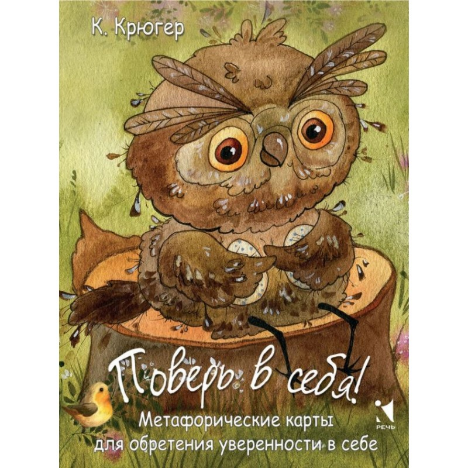 К. Крюгер
Поверь в себя!
Метафорические карты
РЕЧЬ
для обретения уверенности в себе